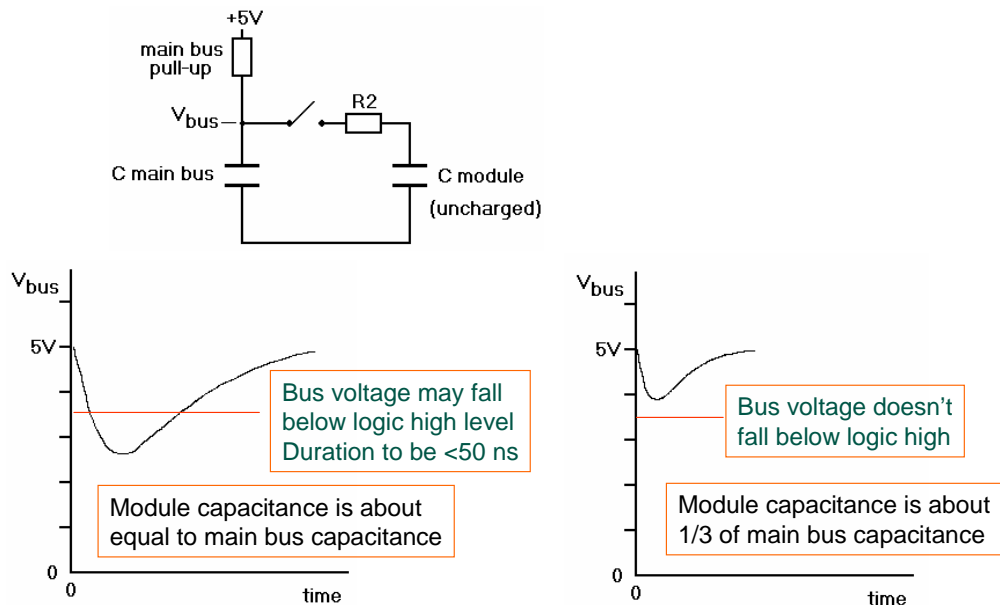 +5V
main bus
pull-up
R2
Vbus
C main bus
C module
(uncharged)
Vbus
5V
Bus voltage may fall
below logic high level
Duration to be <50 ns
Module capacitance is about
equal to main bus capacitance
0
0
time
Vbus
5V
Bus voltage doesn’t
fall below logic high
Module capacitance is about
1/3 of main bus capacitance
0
0
time